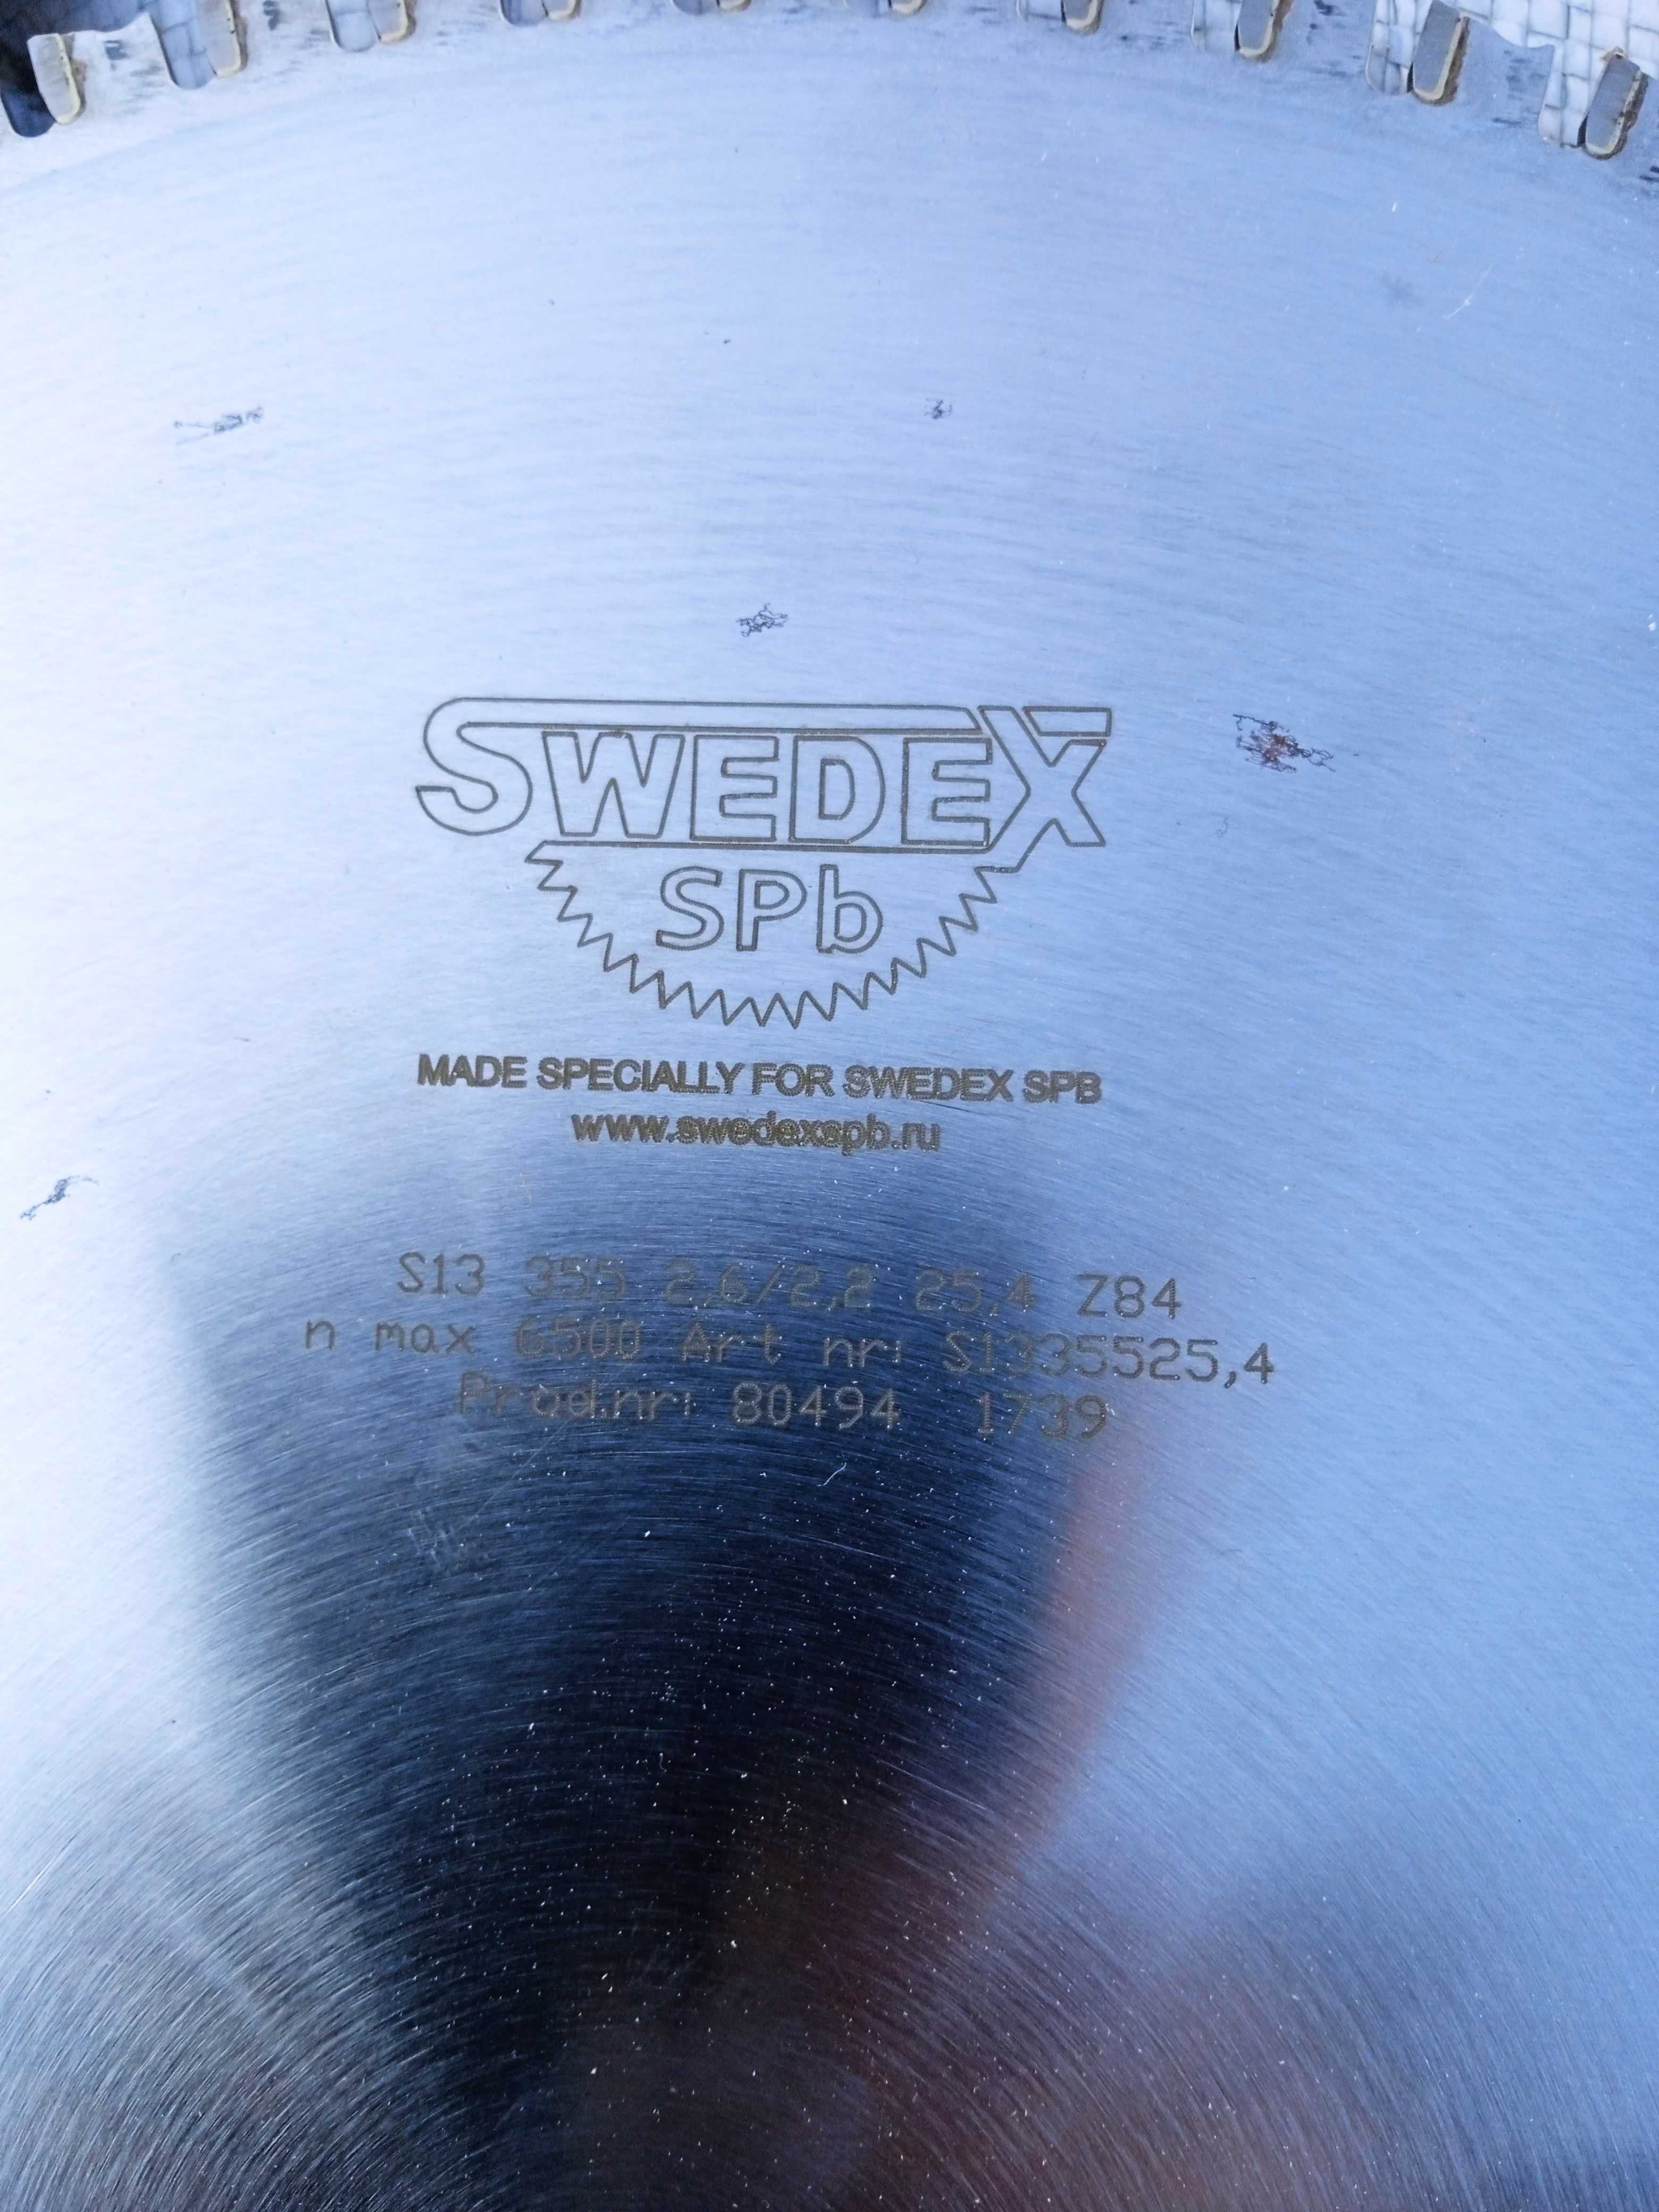 SWEDEX
SPb
MADE SPECIALLY FOR SWEDEX SPB
www.swedexspb.ru
S13 355 2,6/2,2 25,4 Z84
n max 6500 Art nr: S1335525,4
Prod.nr: 80494 1739